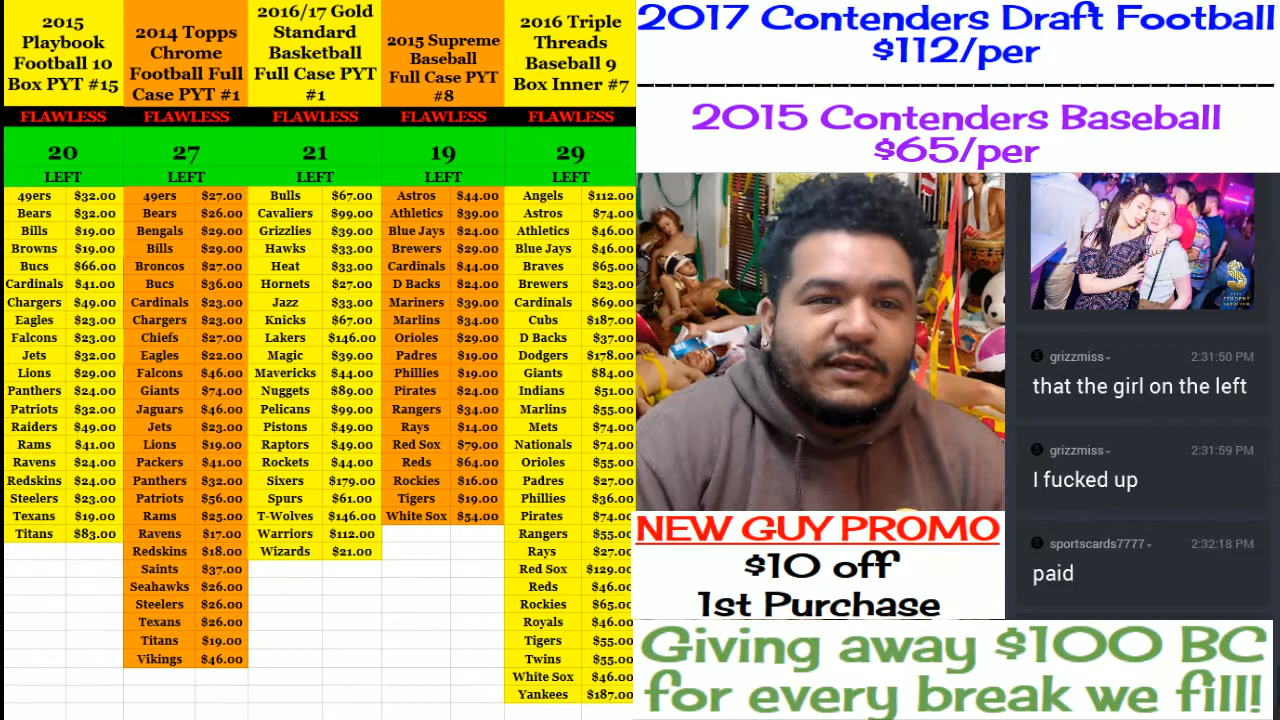 2015
Playbook
Football 10
Box PYT #15
2014 Topps
Chrome
Football Full
Case PYT #1
2016/17 Gold
Standard
Basketball
Full Case PYT
#1
2015 Supreme
Baseball
Full Case PYT
#8
2016 Triple
Threads
Baseball 9
Box Inner #7
FLAWLESS FLAWLESS FLAWLESS FLAWLESS FLAWLESS
20 27 21 19 29
LEFT LEFT LEFT LEFT LEFT
49ers $32.00 49ers $27.00 Bulls $67.00 Astros $44.00 Angels $112.00
Bears $32.00 Bears $26.00 Cavaliers $99.00 Athletics $39.00 Astros $74.00
Bills $19.00 Bengals $29.00 Grizzlies $39.00 Blue Jays $24.00 Athletics $46.00
Browns $19.00 Bills $29.00 Hawks $33.00 Brewers $29.00 Blue Jays $46.00
Bucs $66.00 Broncos $27.00 Heat $33.00 Cardinals $44.00 Braves $65.00
Cardinals $41.00 Bucs $36.00 Hornets $27.00 D Backs $24.00 Brewers $23.00
Chargers $49.00 Cardinals $23.00 Jazz $33.00 Mariners $39.00 Cardinals $69.00
Eagles $23.00 Chargers $23.00 Knicks $67.00 Marlins $34.00 Cubs $187.00
Falcons $23.00 Chiefs $27.00 Lakers $146.00 Orioles $29.00 D Backs $37.00
Jets $32.00 Eagles $22.00 Magic $39.00 Padres $19.00 Dodgers $178.00
Lions $29.00 Falcons $46.00 Mavericks $44.00 Phillies $19.00 Giants $84.00
Panthers $24.00 Giants $74.00 Nuggets $89.00 Pirates $24.00 Indians $51.00
Patriots $32.00 Jaguars $46.00 Pelicans $99.00 Rangers $34.00 Marlins $55.00
Raiders $49.00 Jets $23.00 Pistons $49.00 Rays $14.00 Mets $74.00
Rams $41.00 Lions $19.00 Raptors $49.00 Red Sox $79.00 Nationals $74.00
Ravens $24.00 Packers $41.00 Rockets $44.00 Reds $64.00 Orioles $55.00
Redskins $24.00 Panthers $32.00 Sixers $179.00 Rockies $16.00 Padres $27.00
Steelers $23.00 Patriots $56.00 Spurs $61.00 Tigers $19.00 Phillies $36.00
Texans $19.00 Rams $25.00 T-Wolves $146.00 White Sox $54.00 Pirates $74.00
Titans $83.00 Ravens $17.00 Warriors $112.00 Rangers $55.00
Redskins $18.00 Wizards $21.00 Rays $27.00
Saints $37.00 Red Sox $129.00
Seahawks $26.00 Reds $46.00
Steelers $26.00 Rockies $65.00
Texans $26.00 Royals $46.00
Titans $19.00 Tigers $55.00
Vikings $46.00 Twins $55.00
White Sox $46.00
Yankees $187.00
2017 Contenders Draft Football
$112/per
2015 Contenders Baseball
$65/per
grizzmiss 2:31:50 PM
that the girl on the left
grizzmiss 2:31:59 PM
I fucked up
sportscards7777 2:32:18 PM
paid
NEW GUY PROMO
$10 off
1st Purchase
Giving away $100 BC
for every break we fill!